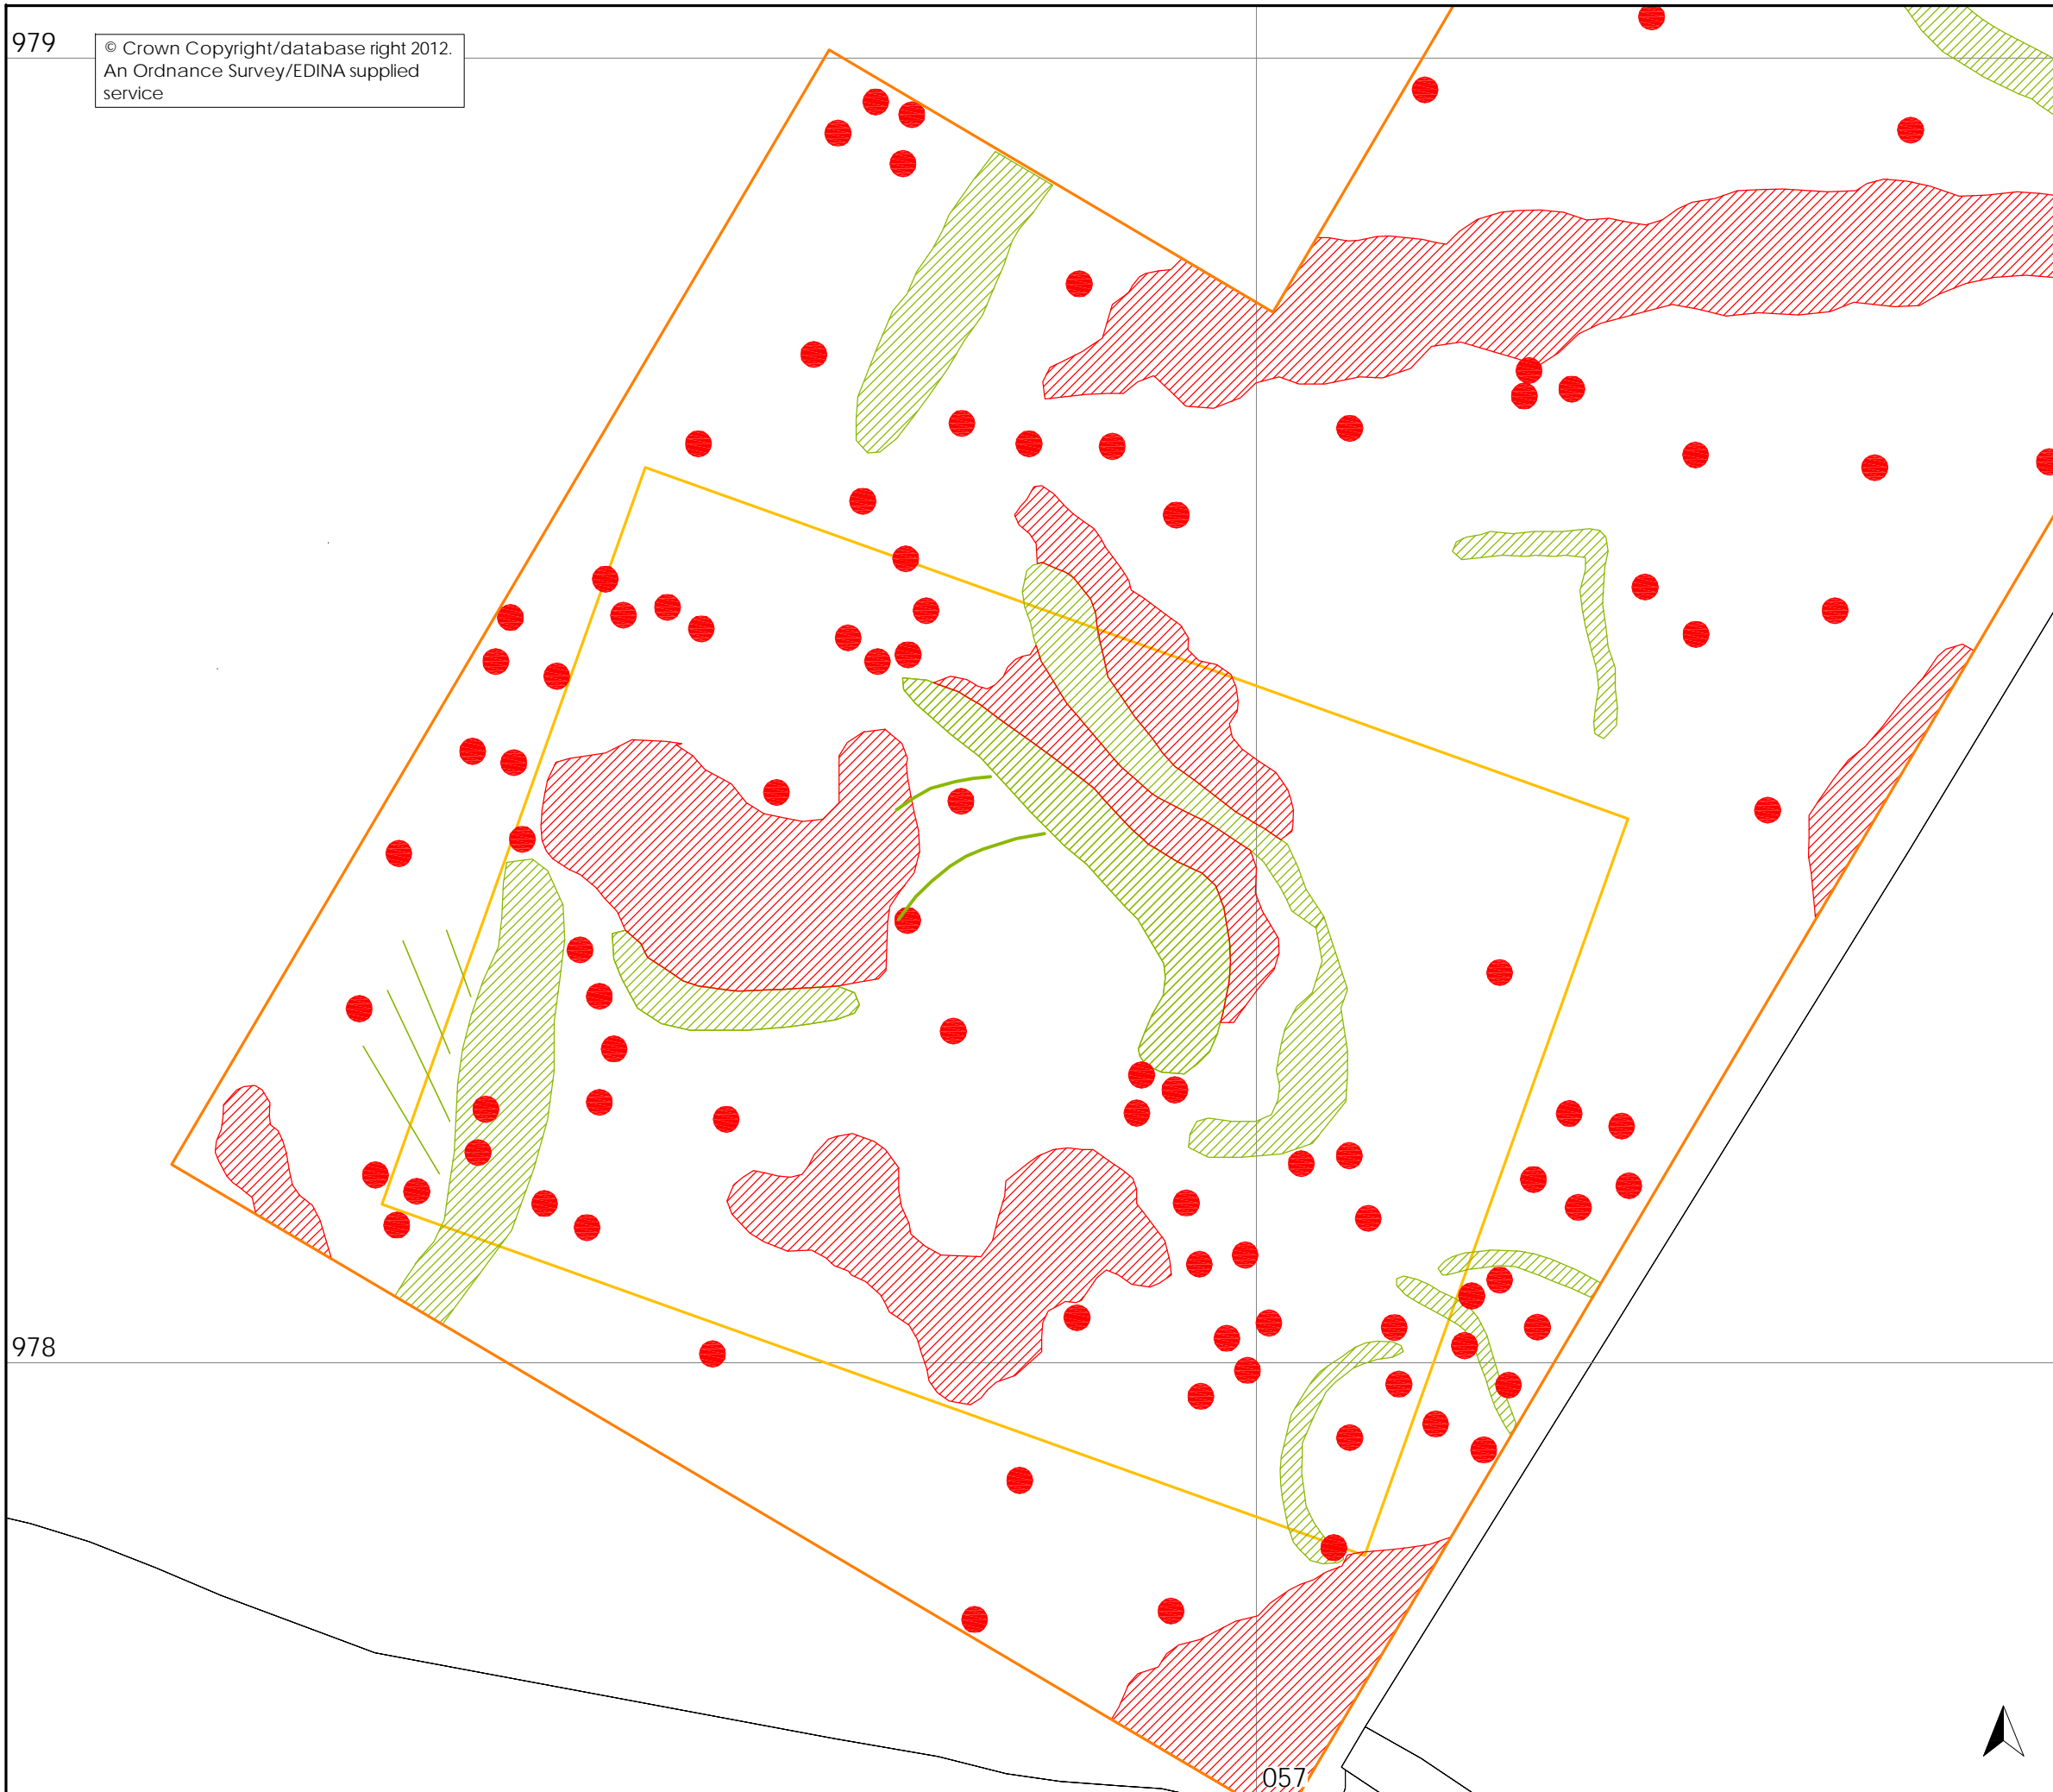 979
© Crown Copyright/database right 2012.
An Ordnance Survey/EDINA supplied
service
978
057